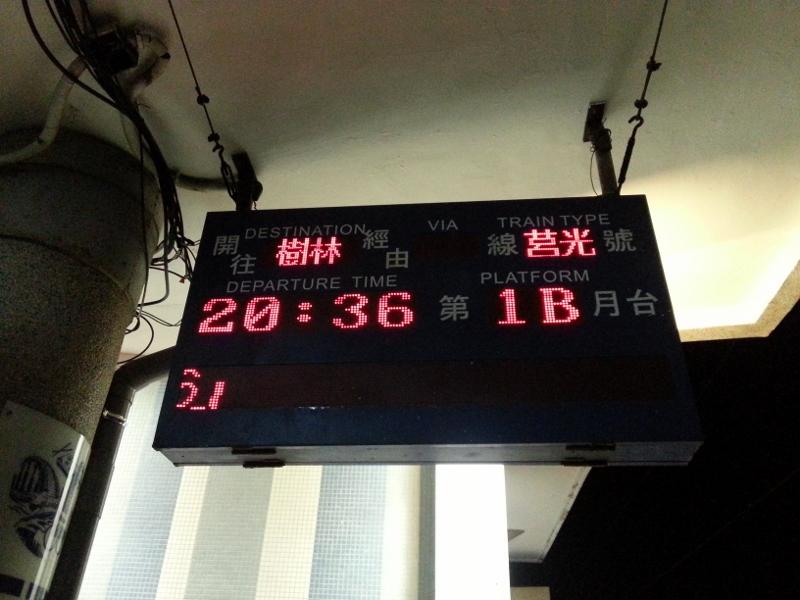 DESTINATION VIA TRAIN TYPE
開往 樹林 經由 線 莒光 號
DEPARTURE TIME PLATFORM
20:36 第 1B 月台